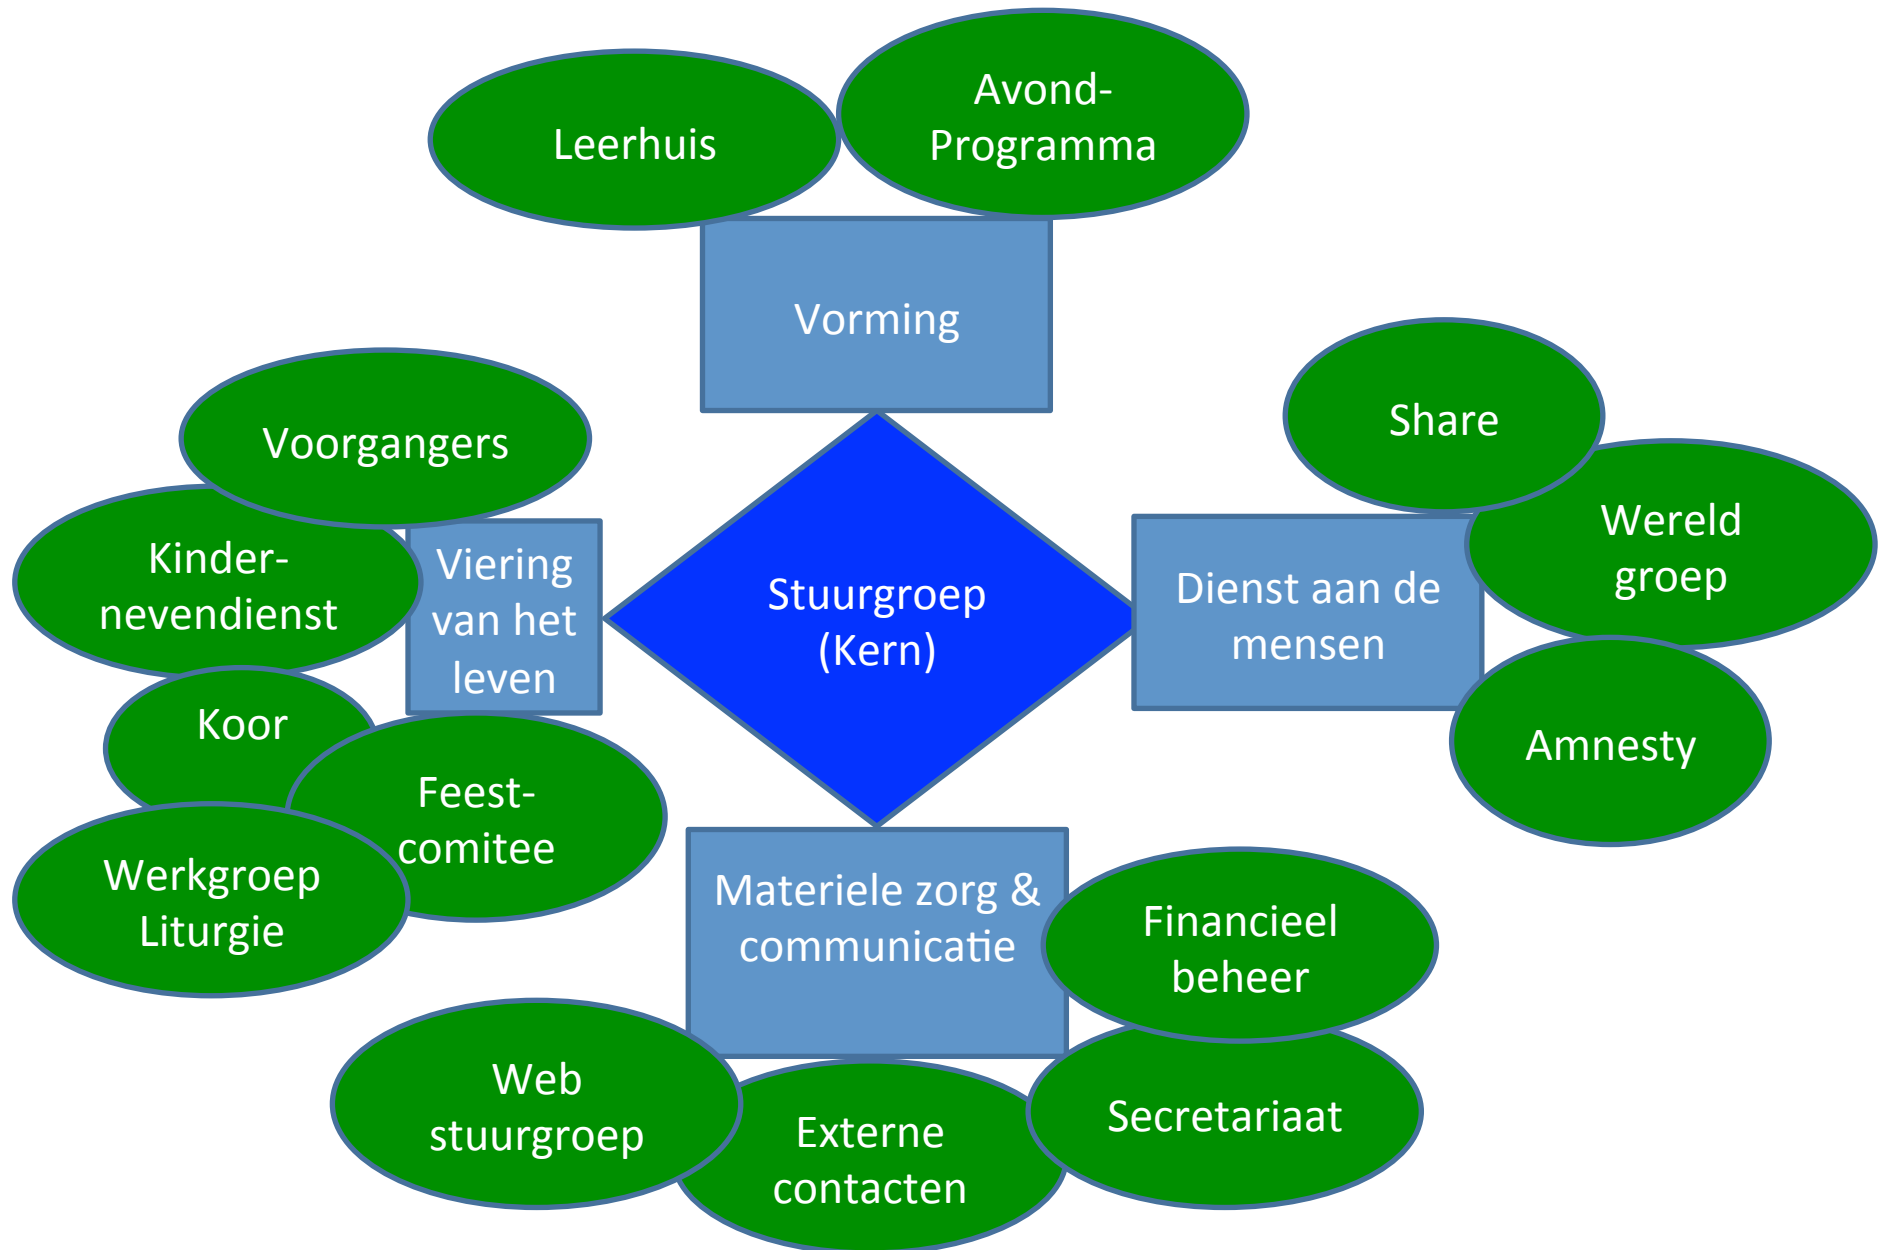 Avond-
Programma
Leerhuis
Vorming
Share
Voorgangers
Wereld
groep
Kinder-
nevendienst
Viering
van het
leven
Stuurgroep
(Kern)
Dienst aan de
mensen
Koor
Amnesty
Feest-
comitee
Werkgroep
Liturgie
Materiele zorg &
communicatie
Financieel
beheer
Web
stuurgroep
Externe
contacten
Secretariaat